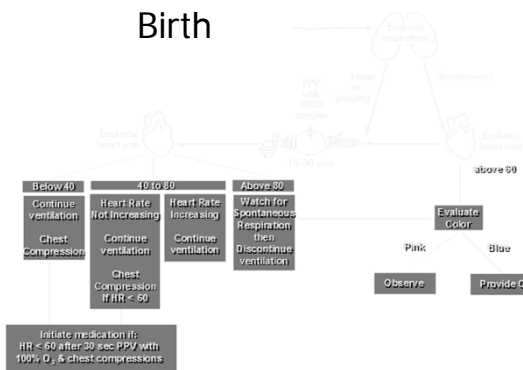 Birth
Evaluate
respirations
None
or
gasping
Spontaneous
PPV
with
100%
oxygen
15-30 sec
Evaluate
heart rate
Evaluate
heart rate
above 60
Below 40
40 to 80
Above 80
Continue
ventilation
Chest
Compression
Heart Rate
Not Increasing
Continue
ventilation
Chest
Compression
If HR < 60
Heart Rate
Increasing
Continue
ventilation
Watch for
Spontaneous
Respiration
then
Discontinue
ventilation
Evaluate
Color
Pink
Blue
Observe
Provide O
Initiate medication if:
HR < 60 after 30 sec PPV with
100% O₂ & chest compressions